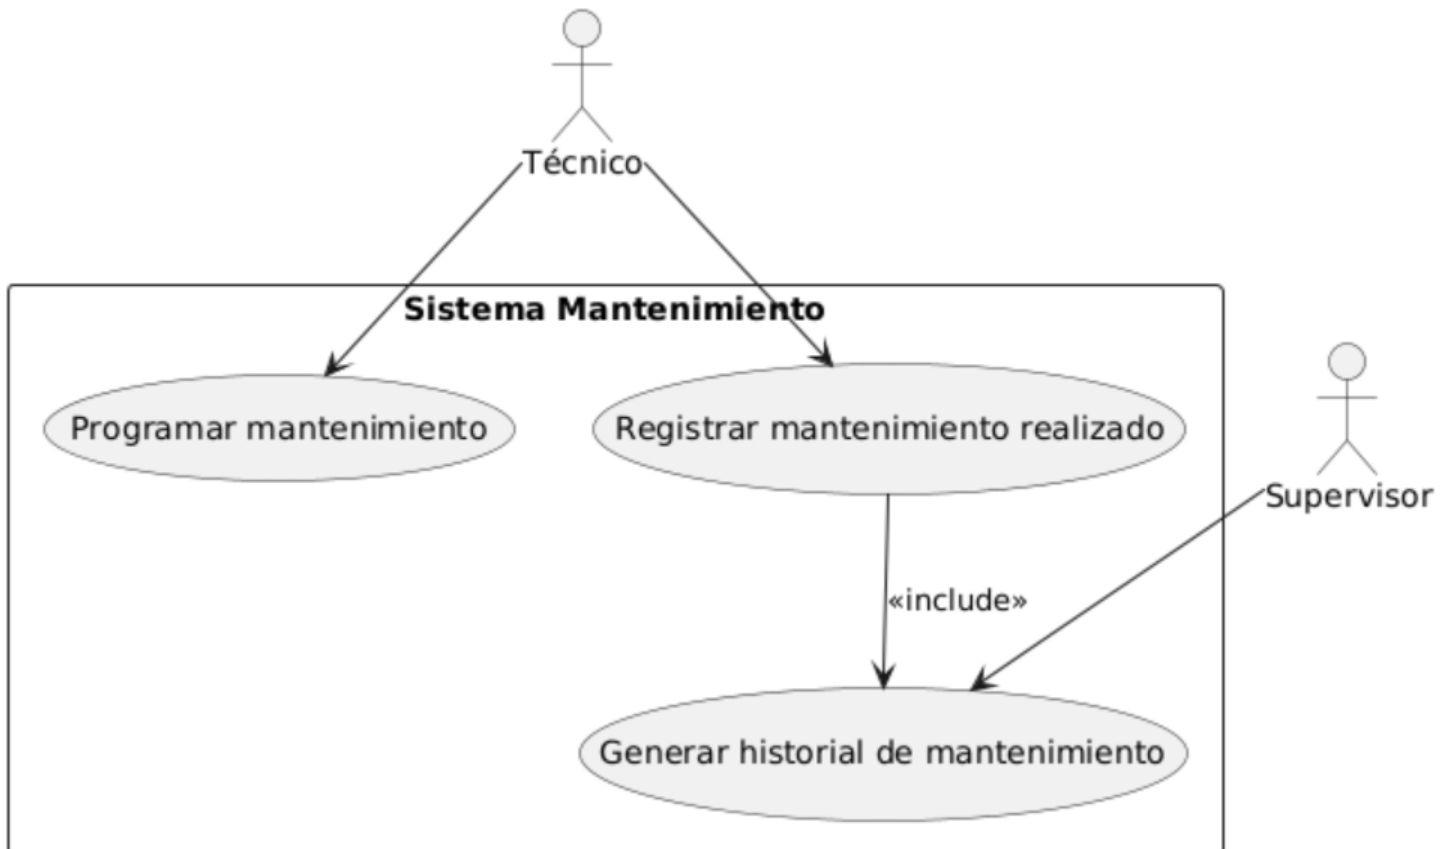 Técnico
Sistema Mantenimiento
Programar mantenimiento
Registrar mantenimiento realizado
Supervisor
«include»
Generar historial de mantenimiento